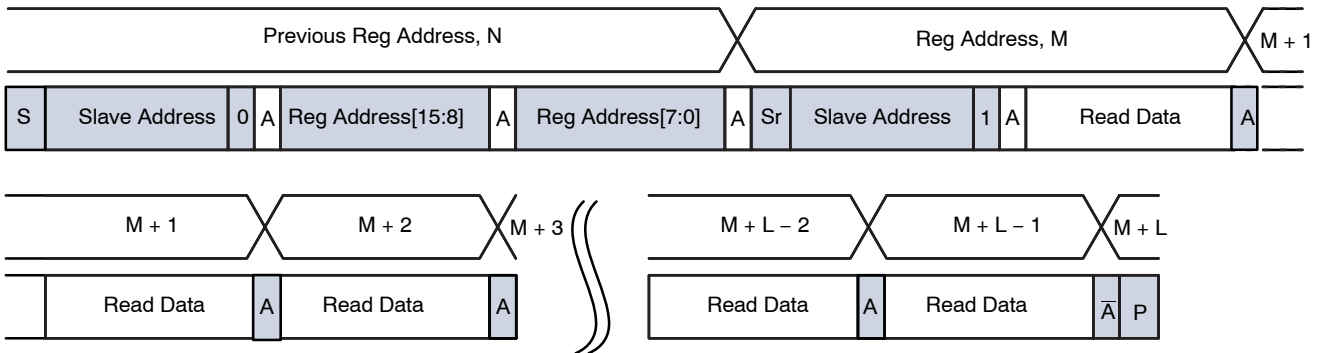 Previous Reg Address, N Reg Address, M M + 1
S Slave Address 0 A Reg Address[15:8] A Reg Address[7:0] A Sr Slave Address 1 A Read Data A
M + 1 M + 2 M + 3 M + L − 2 M + L − 1 M + L
Read Data A Read Data A Read Data A Read Data A̅ P